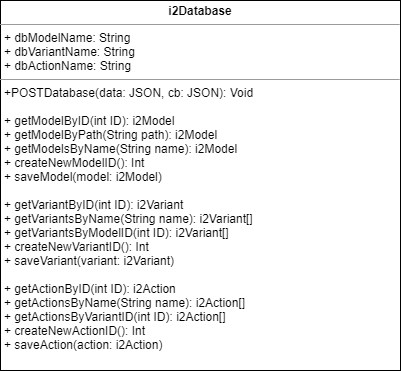 i2Database
+ dbModelName: String
+ dbVariantName: String
+ dbActionName: String
+POSTDatabase(data: JSON, cb: JSON): Void
+ getModelByID(int ID): i2Model
+ getModelByPath(String path): i2Model
+ getModelsByName(String name): i2Model
+ createNewModelID(): Int
+ saveModel(model: i2Model)
+ getVariantByID(int ID): i2Variant
+ getVariantsByName(String name): i2Variant[]
+ getVariantsByModelID(int ID): i2Variant[]
+ createNewVariantID(): Int
+ saveVariant(variant: i2Variant)
+ getActionByID(int ID): i2Action
+ getActionsByName(String name): i2Action[]
+ getActionsByVariantID(int ID): i2Action[]
+ createNewActionID(): Int
+ saveAction(action: i2Action)